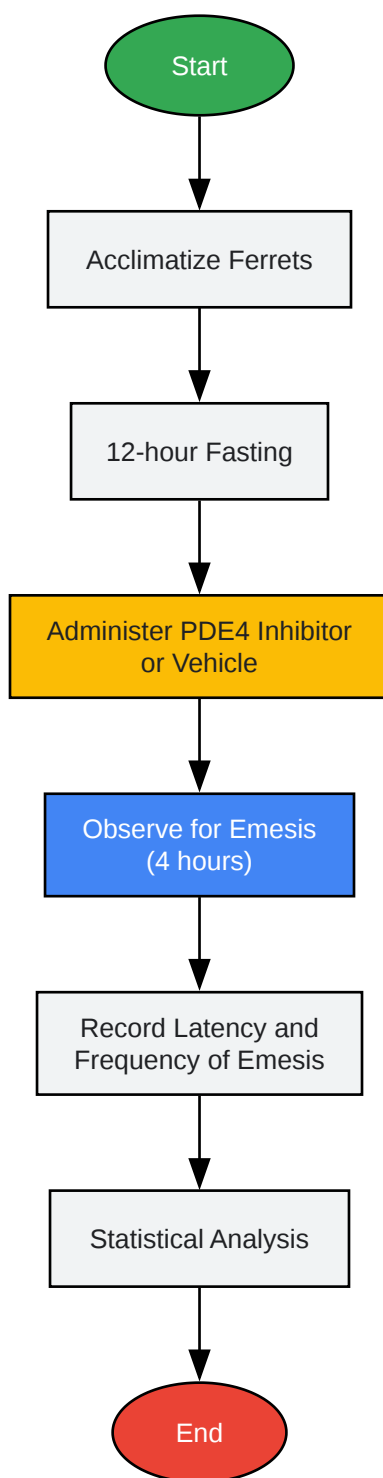 Start
Acclimatize Ferrets
12-hour Fasting
Administer PDE4 Inhibitor
or Vehicle
Observe for Emesis
(4 hours)
Record Latency and
Frequency of Emesis
Statistical Analysis
End